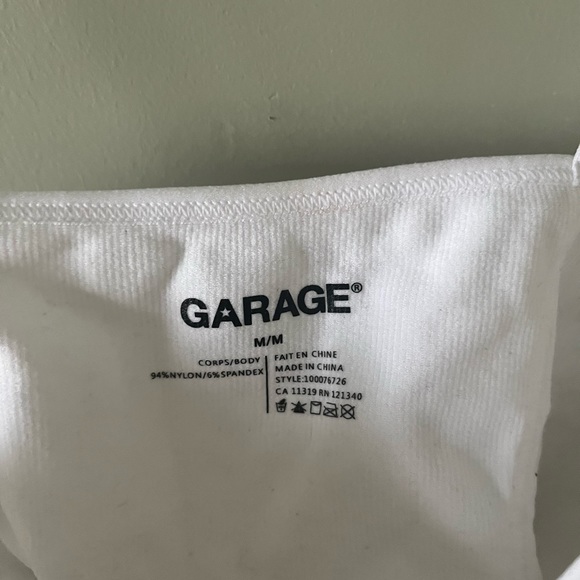 GARAGE®
M/M
CORPS/BODY
94%NYLON/6%SPANDEX
FAIT EN CHINE
MADE IN CHINA
STYLE:100076726
CA 11319 RN 121340